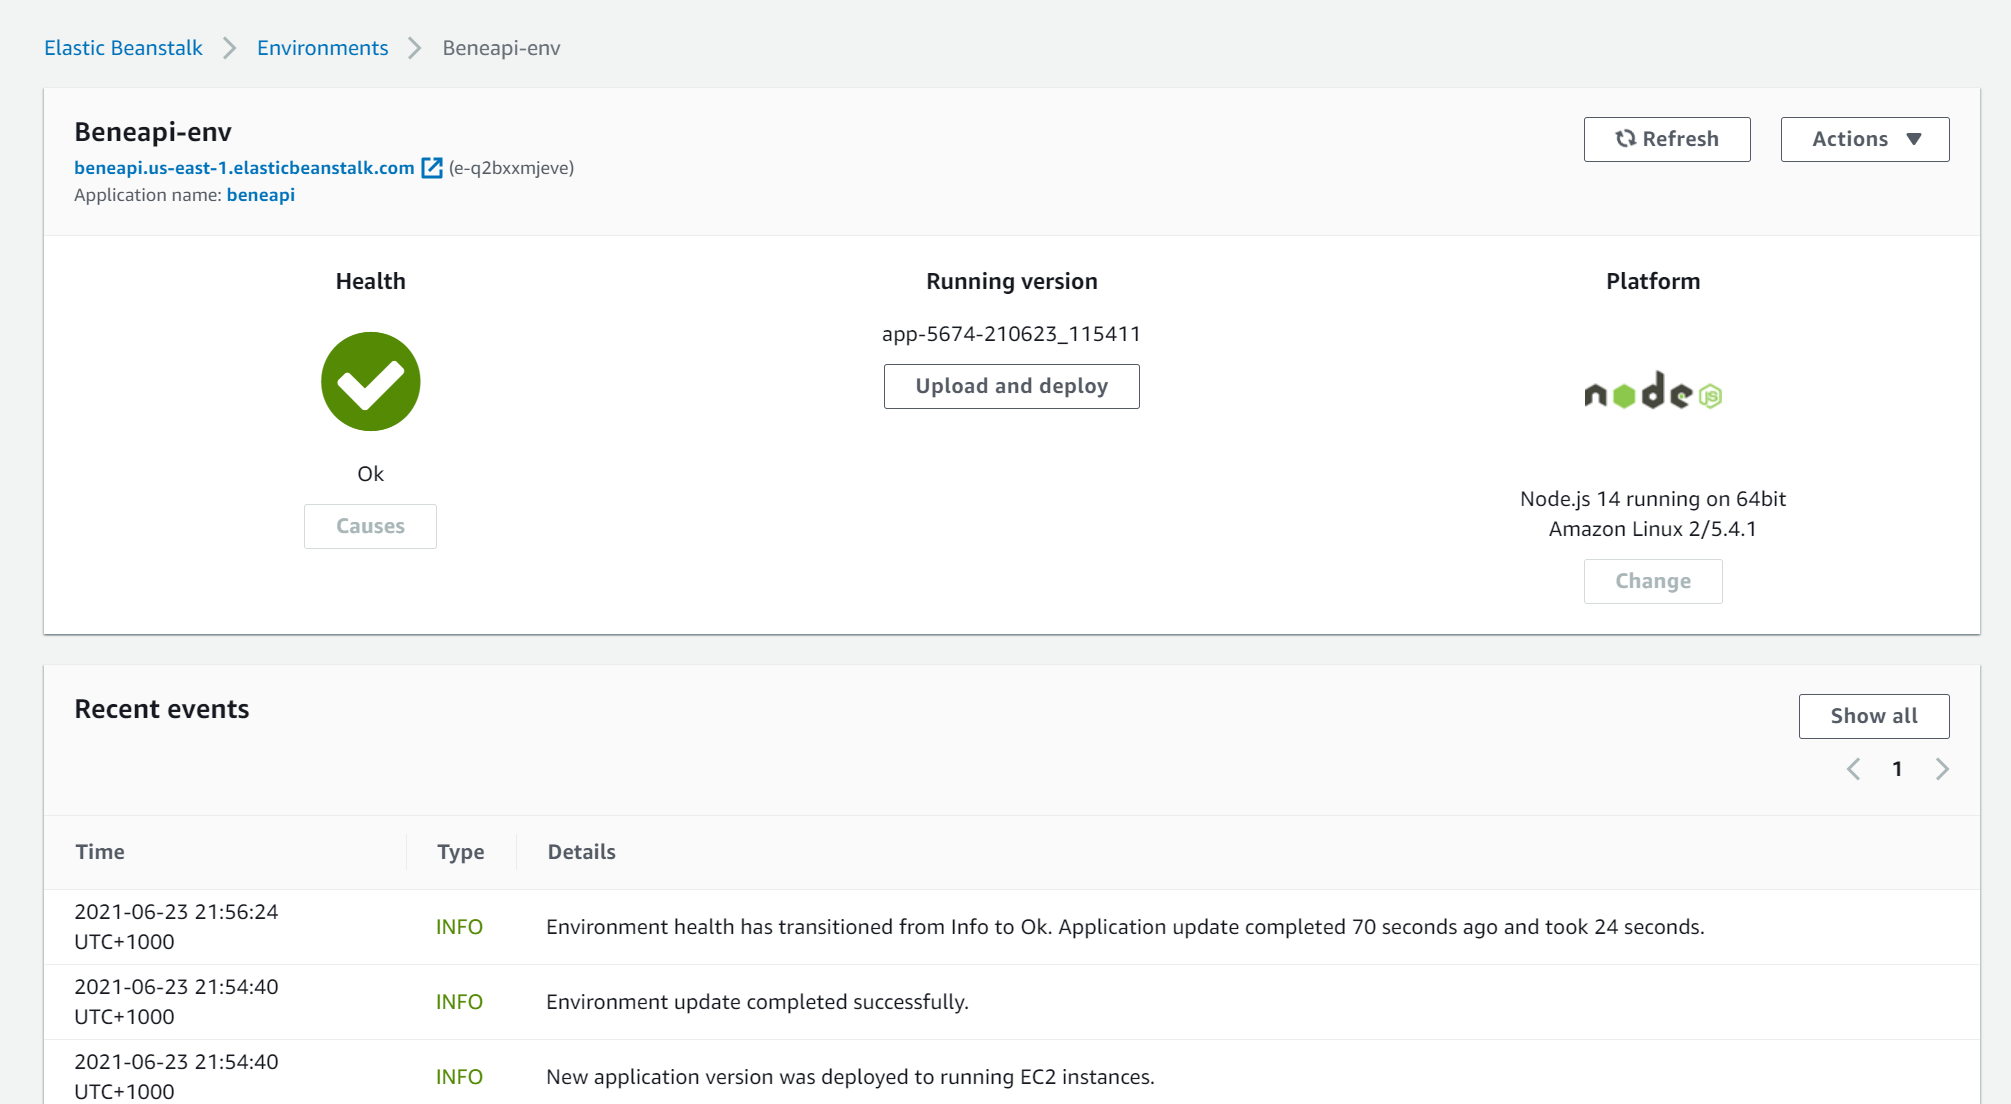 Elastic Beanstalk > Environments > Beneapi-env
Beneapi-env
Refresh
Actions ▼
beneapi.us-east-1.elasticbeanstalk.com (e-q2bxxmjeve)
Application name: beneapi
Health
Ok
Causes
Running version
app-5674-210623_115411
Upload and deploy
Platform
node JS
Node.js 14 running on 64bit
Amazon Linux 2/5.4.1
Change
Recent events
Show all
< 1 >
Time Type Details
2021-06-23 21:56:24
UTC+1000
INFO
Environment health has transitioned from Info to Ok. Application update completed 70 seconds ago and took 24 seconds.
2021-06-23 21:54:40
UTC+1000
INFO
Environment update completed successfully.
2021-06-23 21:54:40
UTC+1000
INFO
New application version was deployed to running EC2 instances.